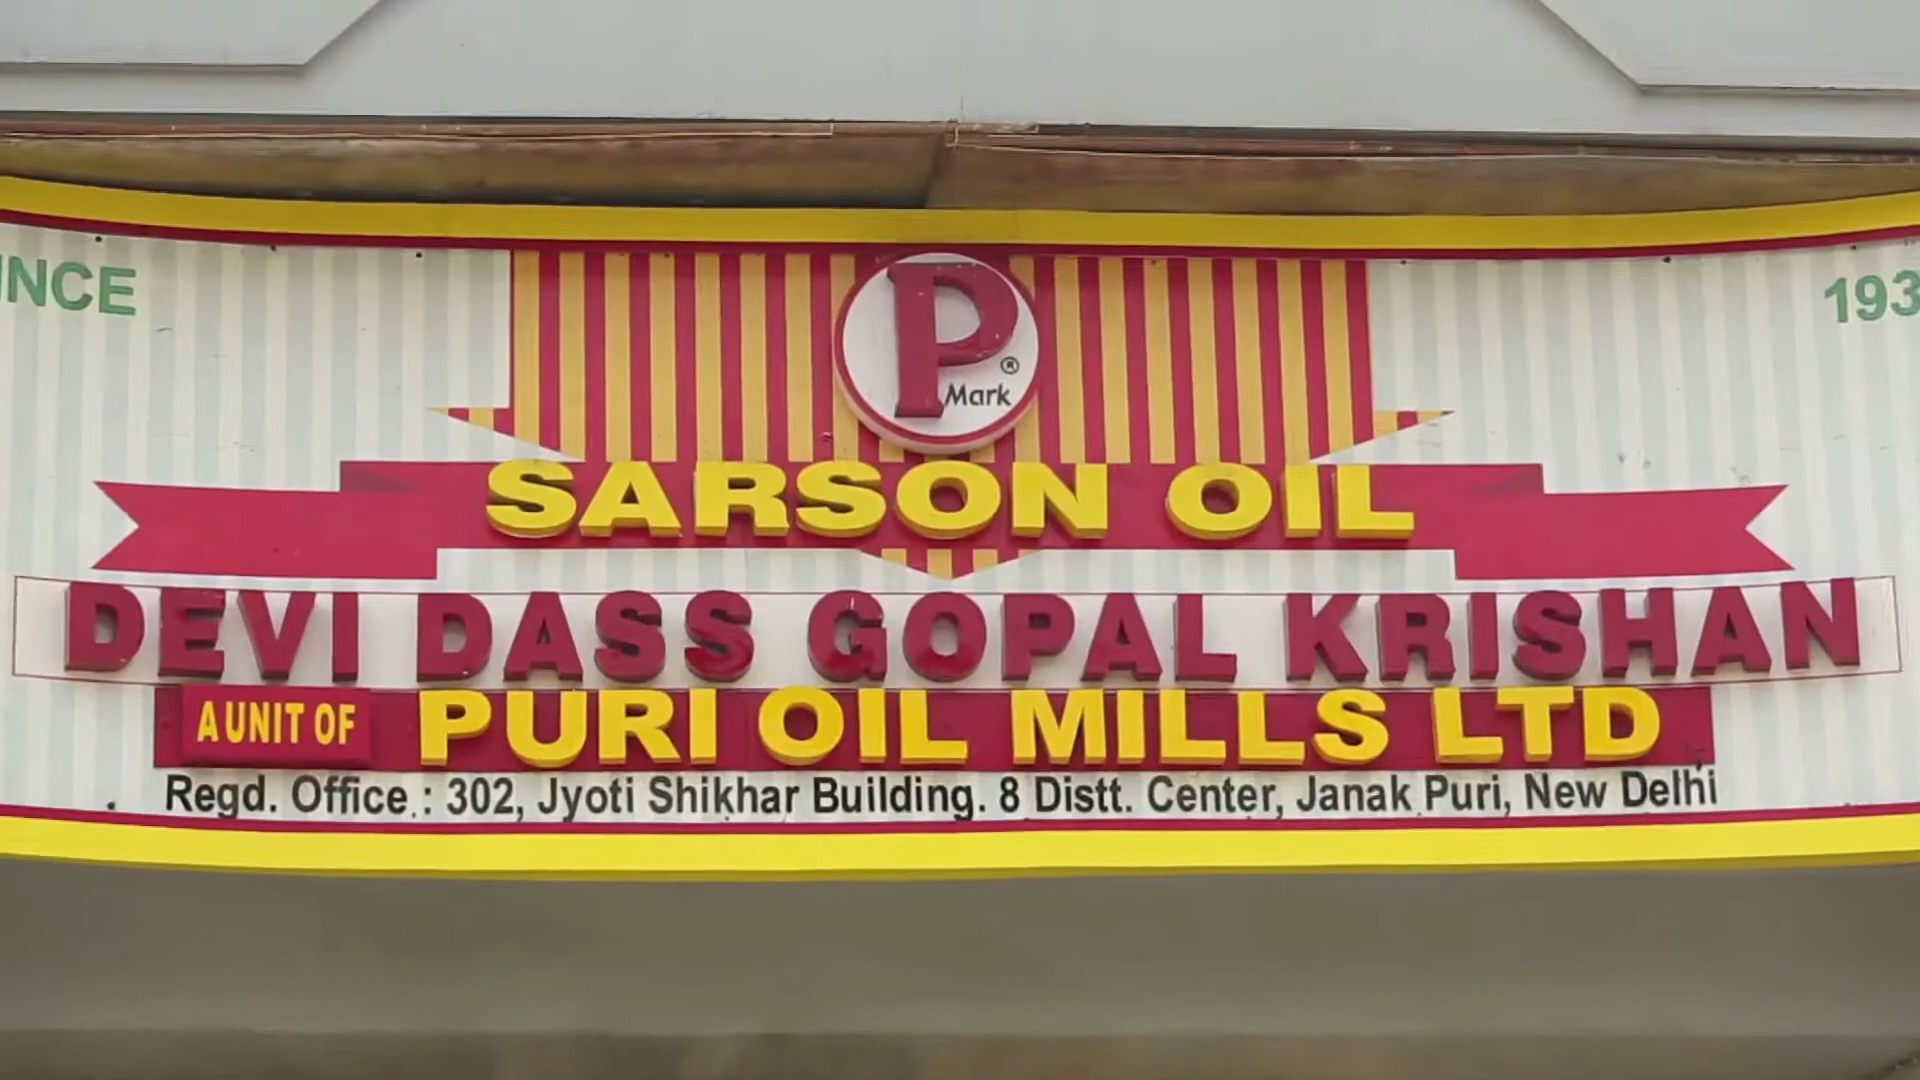 INCE
193
P
Mark ®
SARSON OIL
DEVI DASS GOPAL KRISHAN
A UNIT OF PURI OIL MILLS LTD
Regd. Office : 302, Jyoti Shikhar Building. 8 Distt. Center, Janak Puri, New Delhi